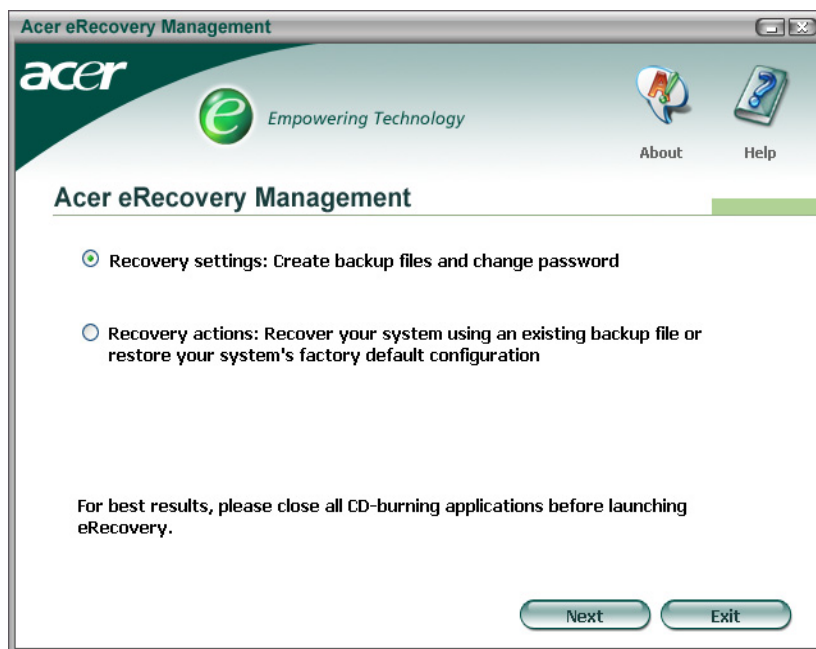 Acer eRecovery Management
acer
e Empowering Technology
About
Help
Acer eRecovery Management
Recovery settings: Create backup files and change password
Recovery actions: Recover your system using an existing backup file or
restore your system's factory default configuration
For best results, please close all CD-burning applications before launching
eRecovery.
Next
Exit